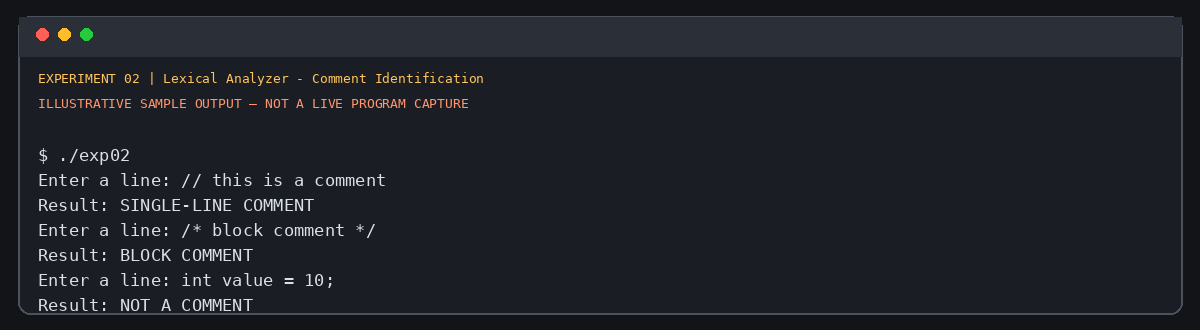 EXPERIMENT 02 | Lexical Analyzer - Comment Identification
ILLUSTRATIVE SAMPLE OUTPUT — NOT A LIVE PROGRAM CAPTURE
$ ./exp02
Enter a line: // this is a comment
Result: SINGLE-LINE COMMENT
Enter a line: /* block comment */
Result: BLOCK COMMENT
Enter a line: int value = 10;
Result: NOT A COMMENT